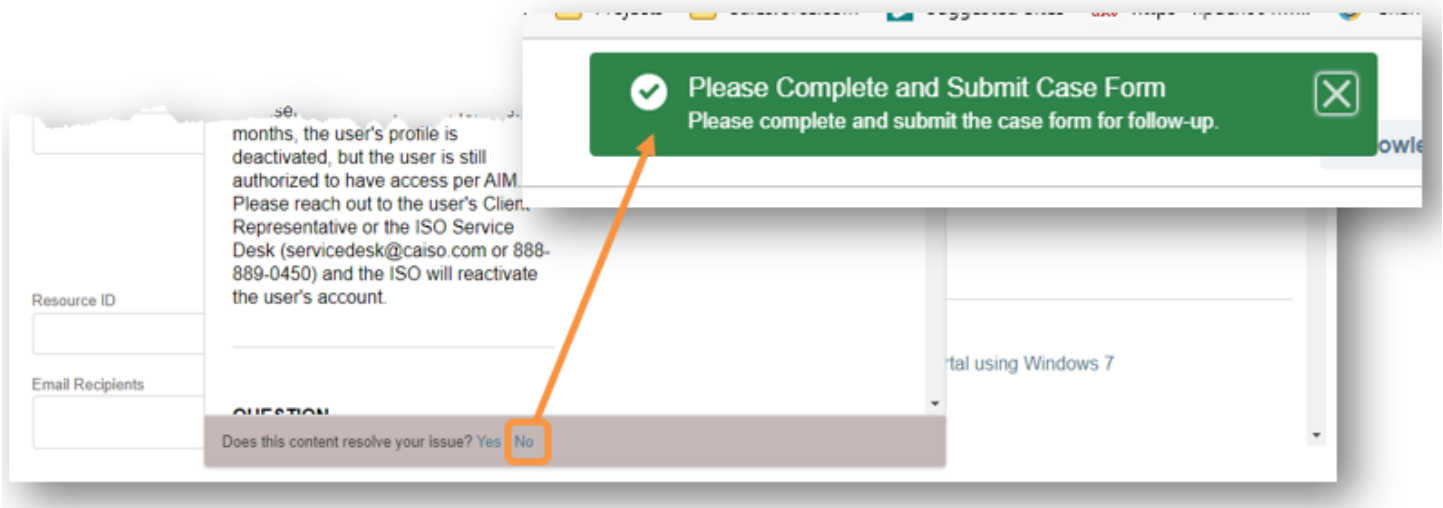 Please Complete and Submit Case Form
Please complete and submit the case form for follow-up.
months, the user's profile is
deactivated, but the user is still
authorized to have access per AIM.
Please reach out to the user's Client
Representative or the ISO Service
Desk (servicedesk@caiso.com or 888-
889-0450) and the ISO will reactivate
the user's account.
Resource ID
Email Recipients
QUESTION
Does this content resolve your issue? Yes No
rtal using Windows 7